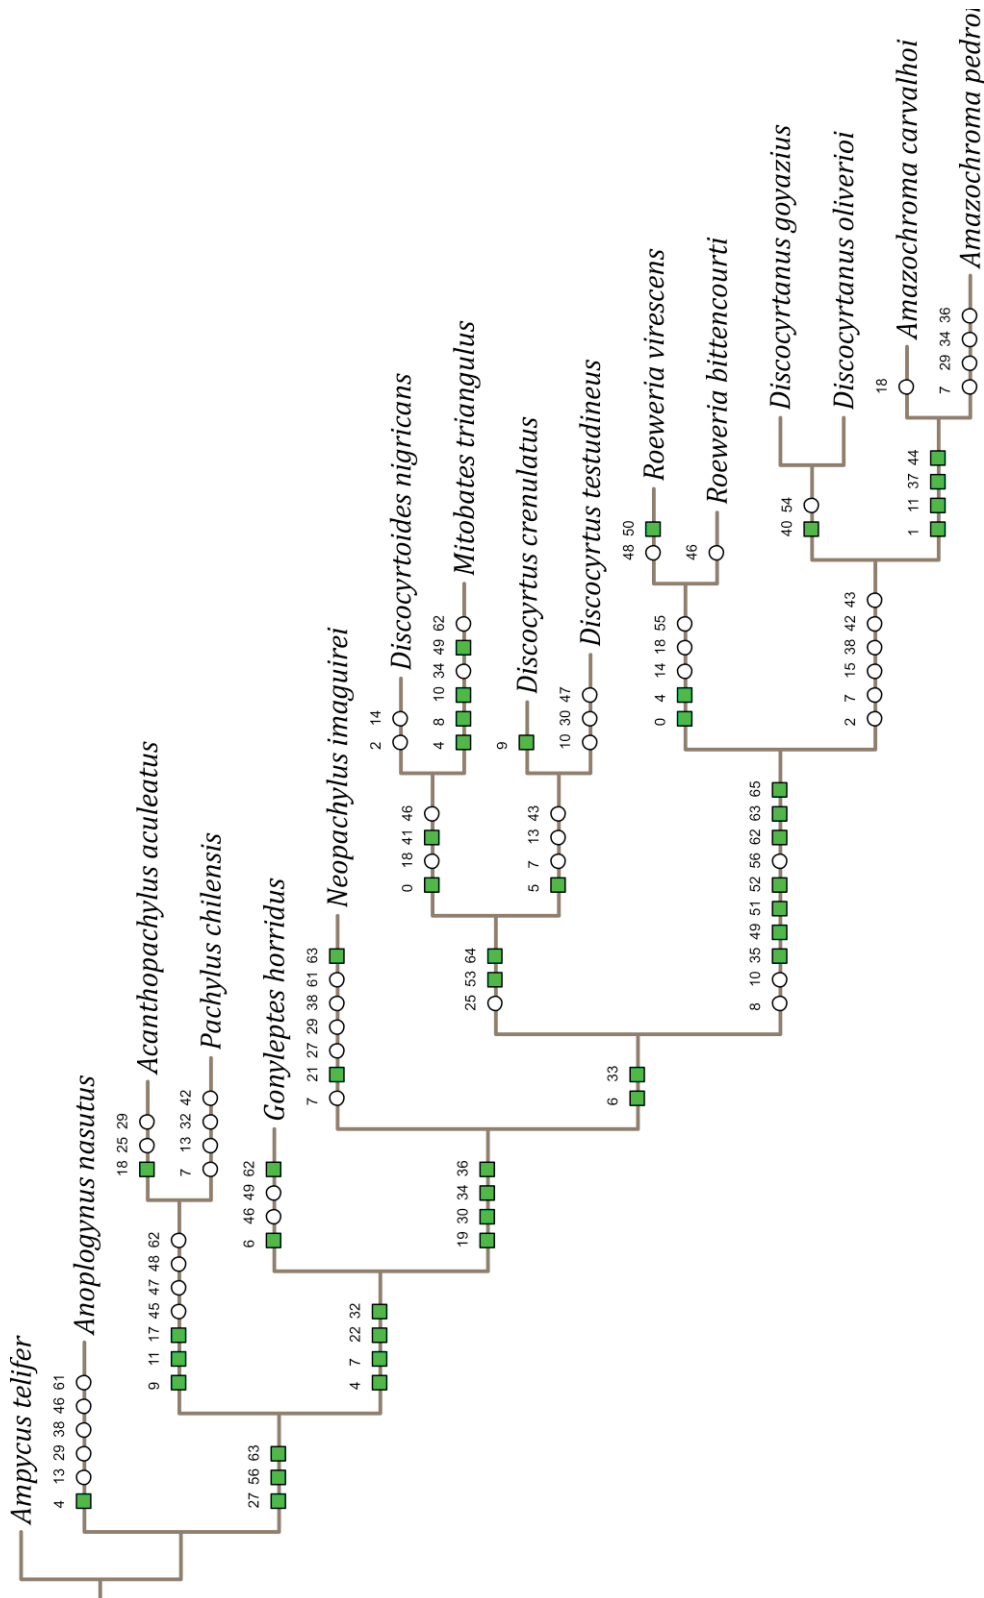 Ampycus telifer
Anoplogynus nasutus
4 13 29 38 46 61
27 56 63
Acanthopachylus aculeatus
18 25 29
Pachylus chilensis
7 13 32 42
9 11 17 45 47 48 62
4 7 22 32
Gonyleptes horridus
6 46 49 62
19 30 34 36
Neopachylus imaguirei
7 21 27 29 38 61 63
6 33
Discocyrtoides nigricans
2 14
Mitobates triangulus
4 8 10 34 49 62
0 18 41 46
25 53 64
Discocyrtus crenulatus
9
Discocyrtus testudineus
10 30 47
5 7 13 43
8 10 35 49 51 52 56 62 63 65
Roeweria virescens
48 50
Roeweria bittencourti
46
0 4 14 18 55
2 7 15 38 42 43
Discocyrtanus goyazius
Discocyrtanus oliverioi
40 54
Amazochroma carvalhoi
18
Amazochroma
7 29 34 36
1 11 37 44